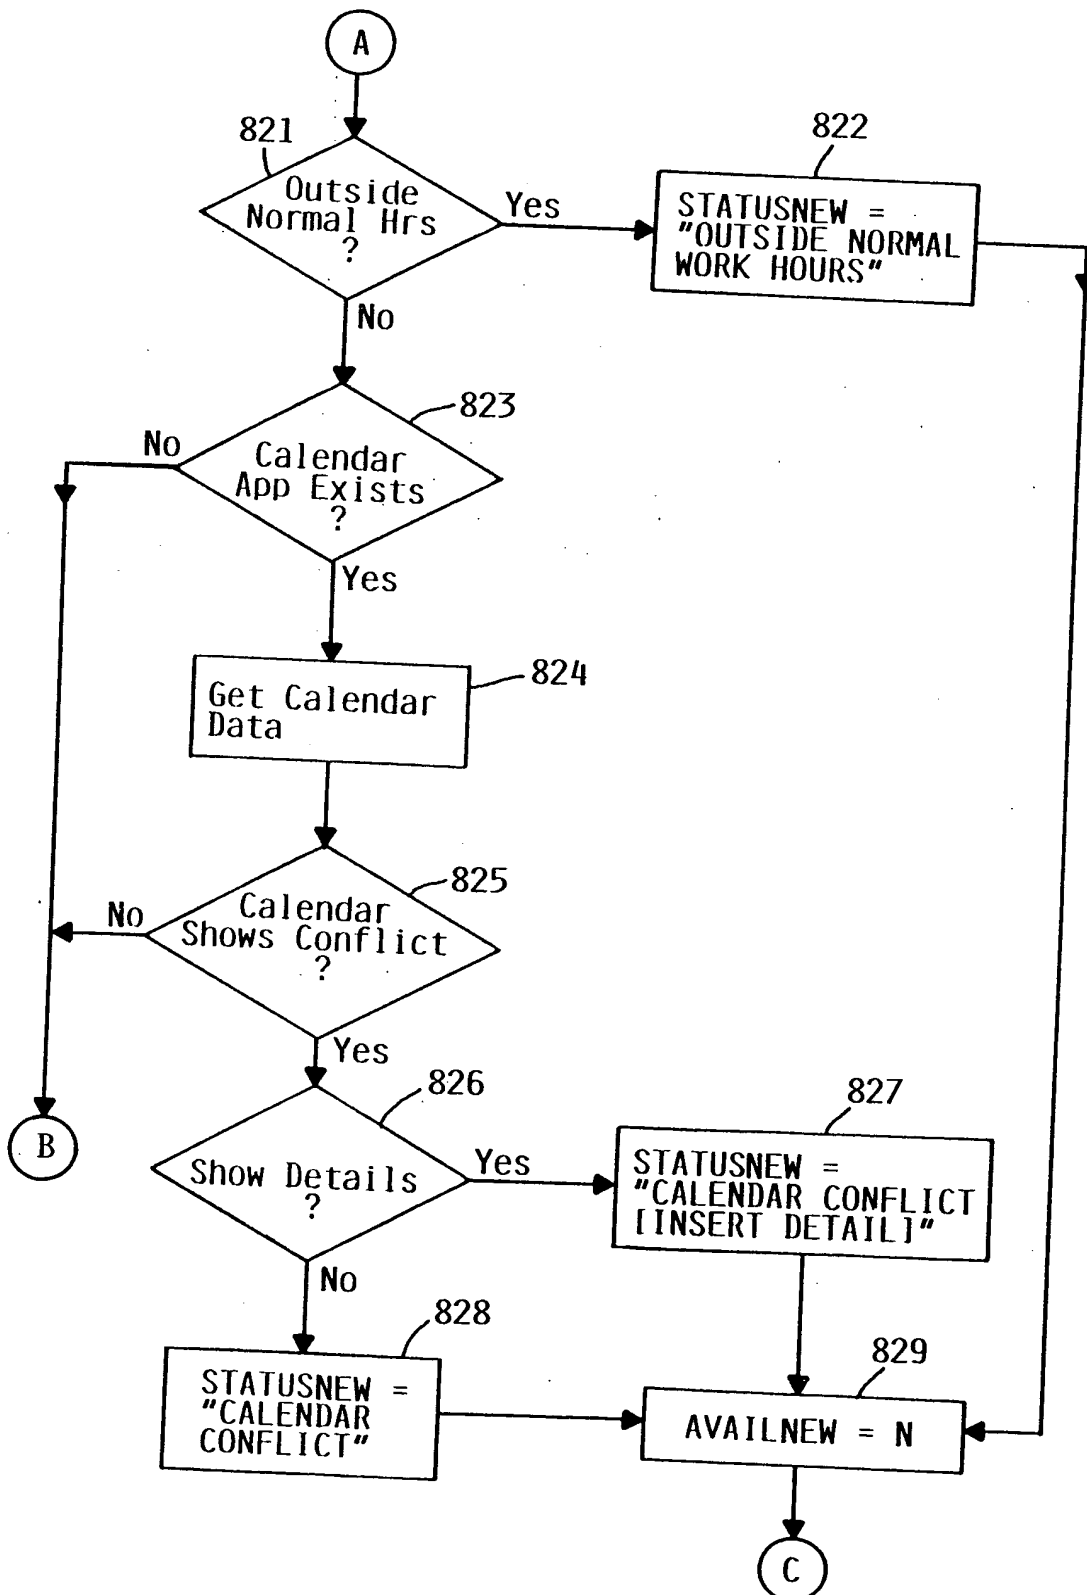 A
821
Outside
Normal Hrs
?
Yes
822
STATUSNEW =
"OUTSIDE NORMAL
WORK HOURS"
No
823
No
Calendar
App Exists
?
Yes
824
Get Calendar
Data
825
No
Calendar
Shows Conflict
?
Yes
826
827
B
Show Details
?
Yes
STATUSNEW =
"CALENDAR CONFLICT
[INSERT DETAIL]"
No
828
829
STATUSNEW =
"CALENDAR
CONFLICT"
AVAILNEW = N
C